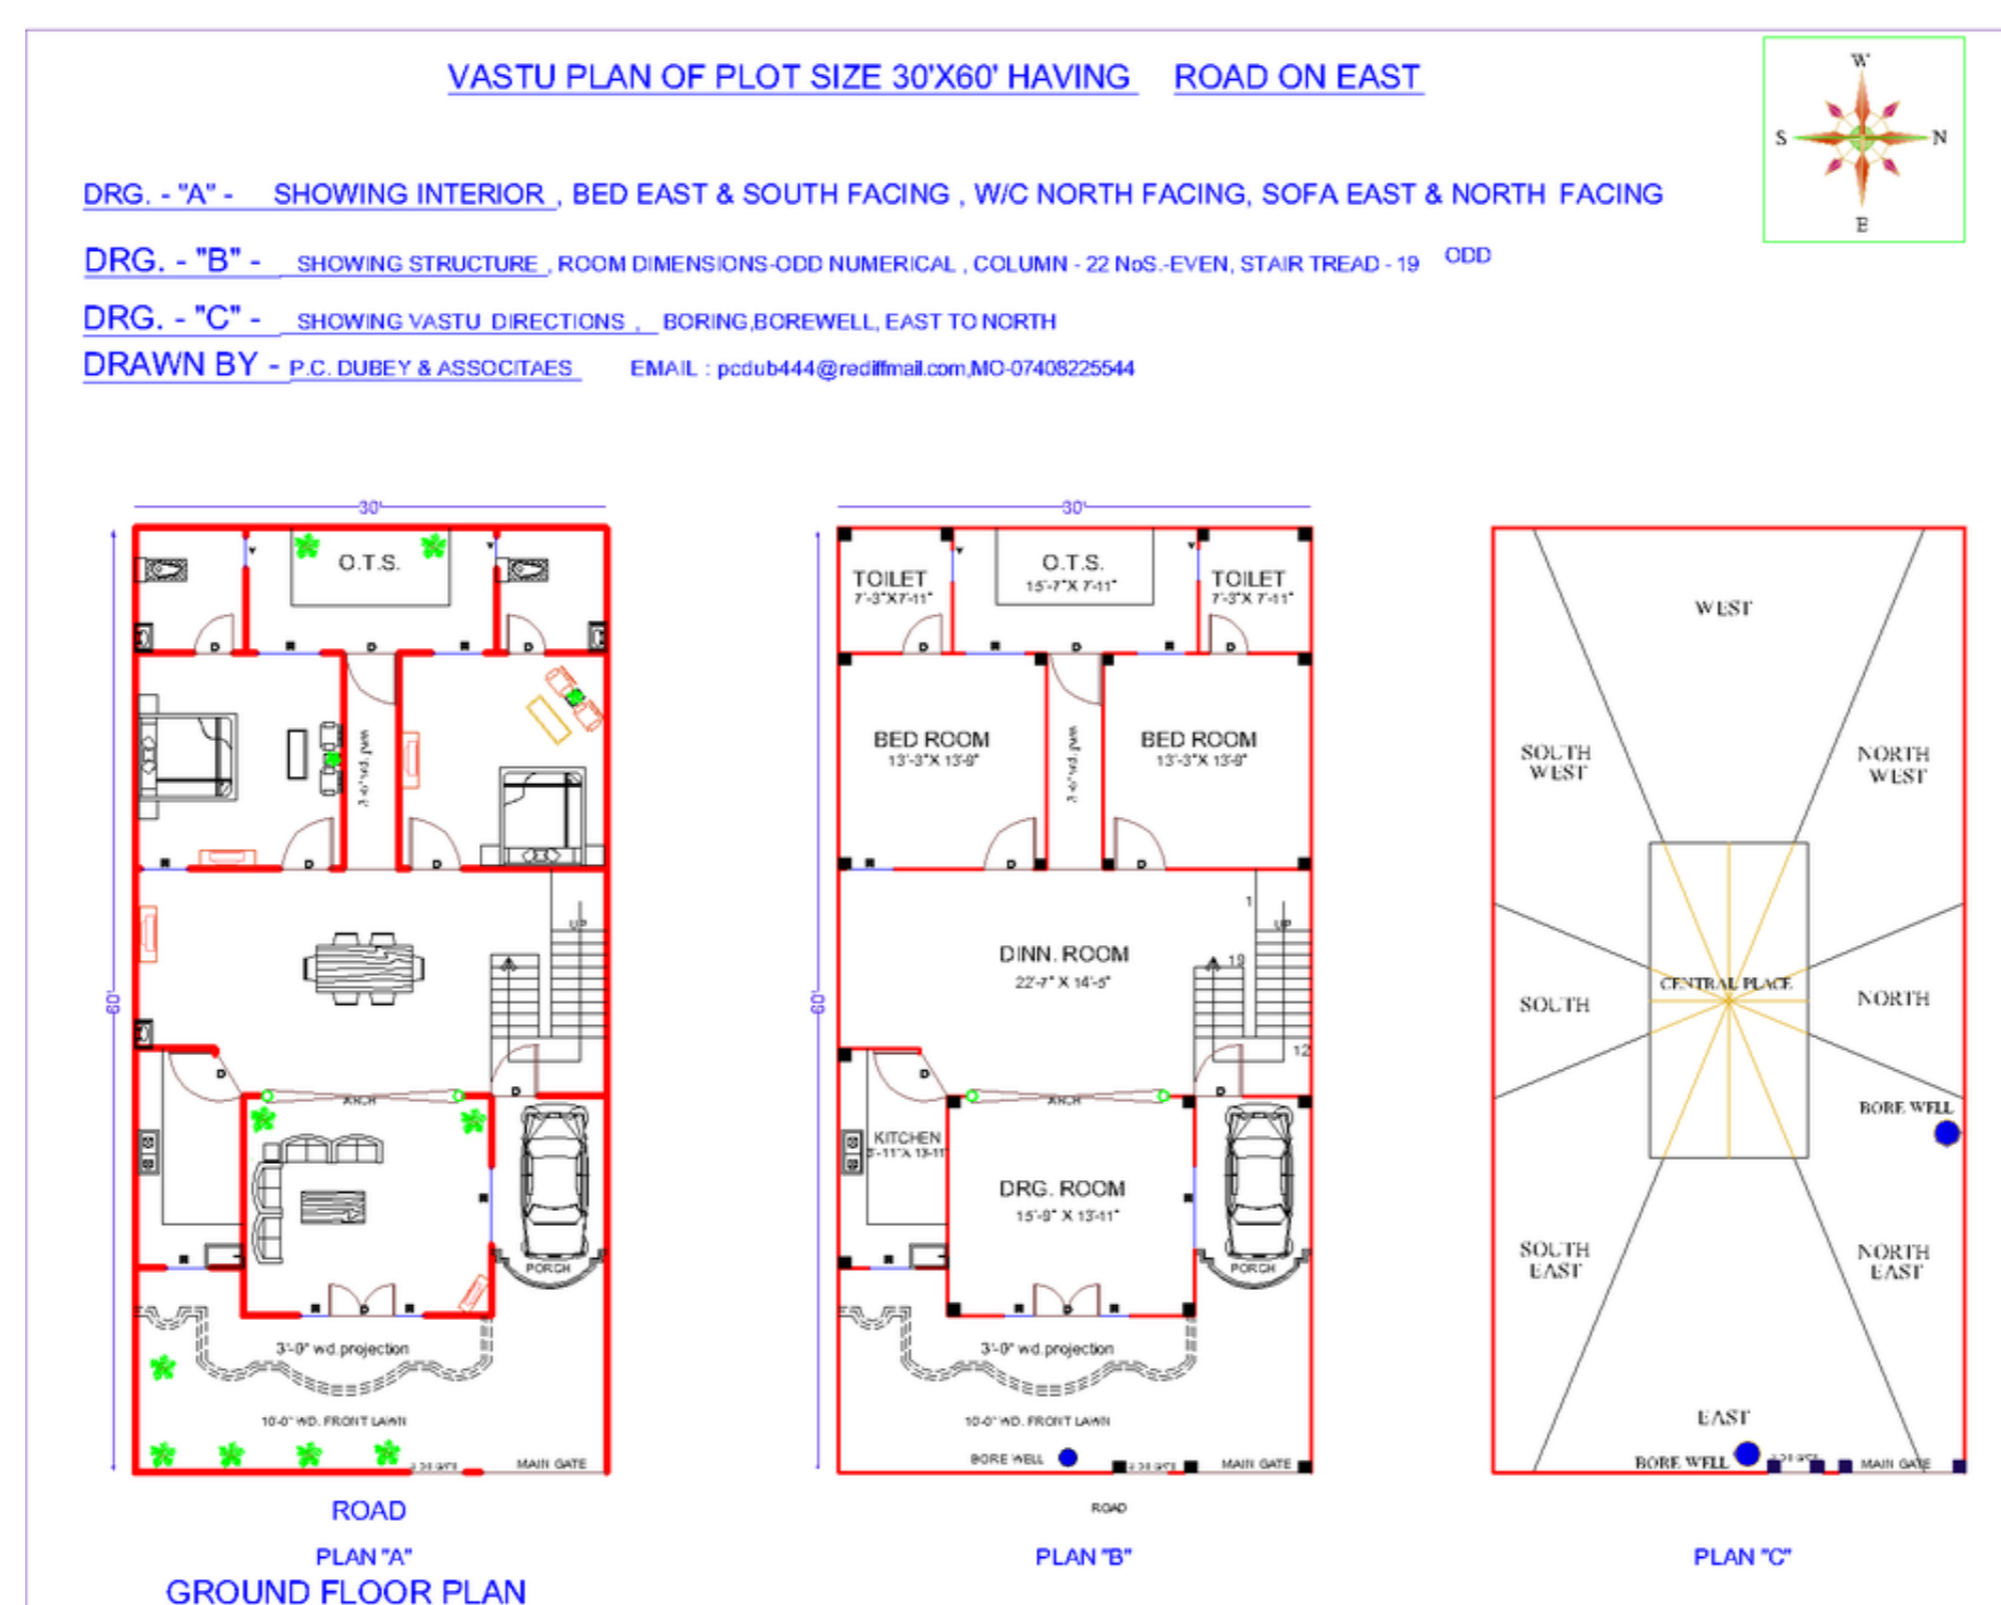 VASTU PLAN OF PLOT SIZE 30'X60' HAVING ROAD ON EAST
W
S N
E
DRG. - "A" - SHOWING INTERIOR , BED EAST & SOUTH FACING , W/C NORTH FACING, SOFA EAST & NORTH FACING
DRG. - "B" - SHOWING STRUCTURE , ROOM DIMENSIONS-ODD NUMERICAL , COLUMN - 22 NoS.-EVEN, STAIR TREAD - 19 ODD
DRG. - "C" - SHOWING VASTU DIRECTIONS , BORING,BOREWELL, EAST TO NORTH
DRAWN BY - P.C. DUBEY & ASSOCITAES EMAIL : pcdub444@rediffmail.com,MO-07408225544
30'
60'
O.T.S.
D
D
D
D
D
UP
D
D
ARCH
PORCH
D
3'-9" wd.projection
10'-0" WD. FRONT LAWN
MAIN GATE
ROAD
PLAN "A"
GROUND FLOOR PLAN
30'
60'
TOILET
7'-3"X7'-11"
O.T.S.
15'-7"X 7'-11"
TOILET
7'-3"X 7'-11"
D
D
D
BED ROOM
13'-3"X 13'-9"
BED ROOM
13'-3"X 13'-9"
D
D
1
UP
DINN. ROOM
22'-7" X 14'-5"
19
12
D
D
ARCH
KITCHEN
DRG. ROOM
15'-9" X 13'-11"
PORCH
D
3'-9" wd.projection
10'-0" WD. FRONT LAWN
BORE WELL
MAIN GATE
ROAD
PLAN "B"
WEST
SOUTH
WEST
NORTH
WEST
CENTRAL PLACE
SOUTH
NORTH
BORE WELL
SOUTH
EAST
NORTH
EAST
EAST
BORE WELL
MAIN GATE
PLAN "C"